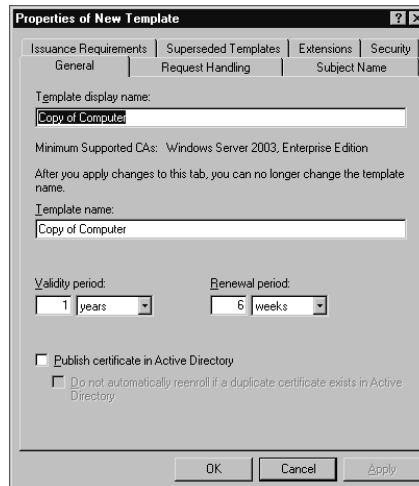 Properties of New Template
Issuance Requirements Superseded Templates Extensions Security
General Request Handling Subject Name
Template display name:
Copy of Computer
Minimum Supported CAs: Windows Server 2003, Enterprise Edition
After you apply changes to this tab, you can no longer change the template
name.
Template name:
Copy of Computer
Validity period: Renewal period:
1 years 6 weeks
Publish certificate in Active Directory
Do not automatically reenroll if a duplicate certificate exists in Active
Directory
OK Cancel Apply